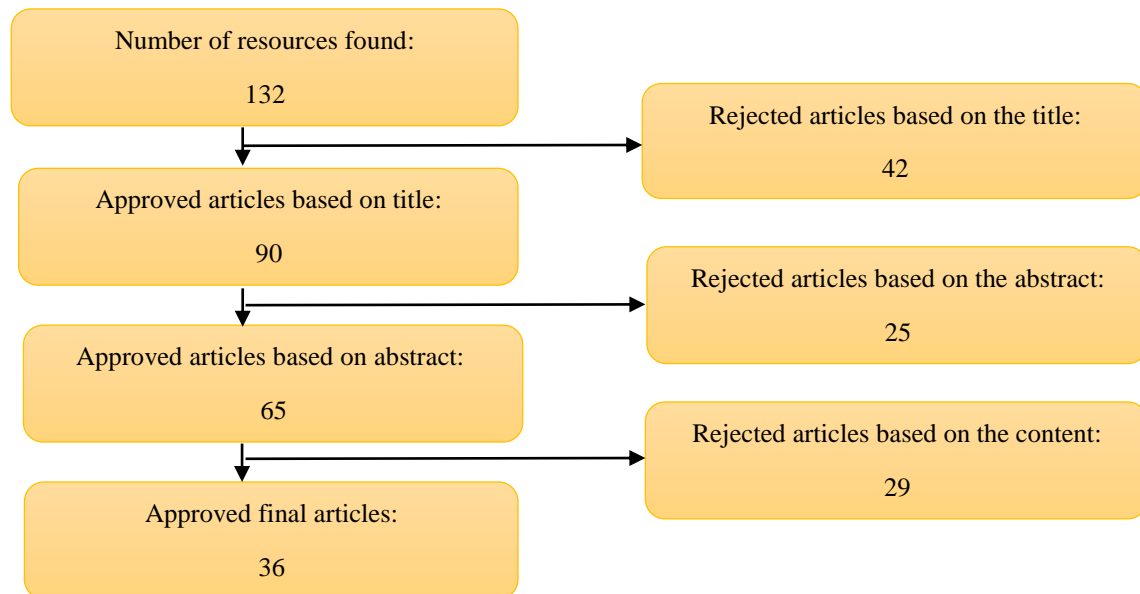 Number of resources found:
132
Rejected articles based on the title:
42
Approved articles based on title:
90
Rejected articles based on the abstract:
25
Approved articles based on abstract:
65
Rejected articles based on the content:
29
Approved final articles:
36